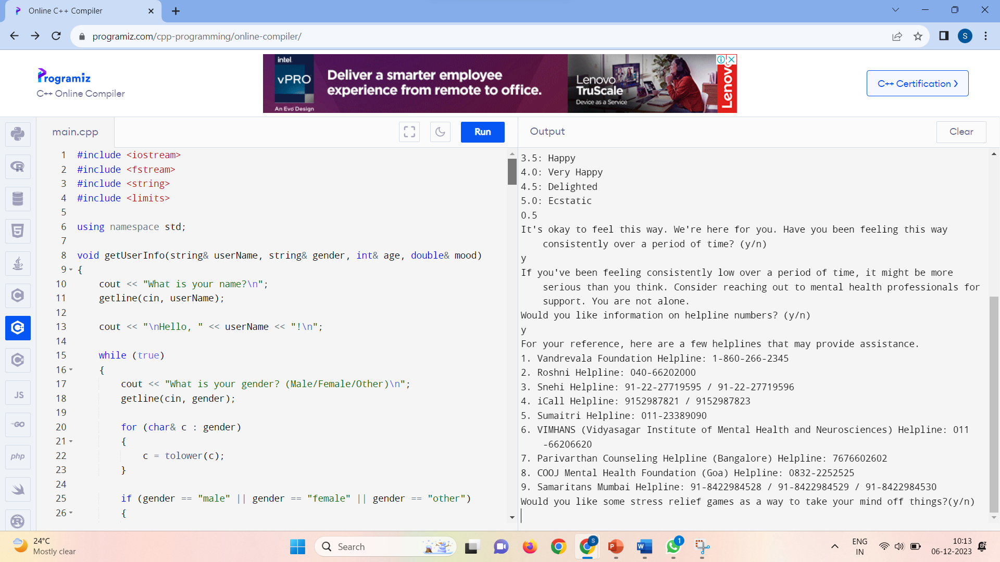 Online C++ Compiler
programiz.com/cpp-programming/online-compiler/
S
Programiz
C++ Online Compiler
intel.
vPRO
An Evo Design
Deliver a smarter employee
experience from remote to office.
Lenovo
TruScale
Device as a Service
Lenovo
C++ Certification
main.cpp
Run
Output
Clear
1 #include <iostream>
2 #include <fstream>
3 #include <string>
4 #include <limits>
5
6 using namespace std;
7
8 void getUserInfo(string& userName, string& gender, int& age, double& mood)
9 {
10 cout << "What is your name?\n";
11 getline(cin, userName);
12
13 cout << "\nHello, " << userName << "!\n";
14
15 while (true)
16 {
17 cout << "What is your gender? (Male/Female/Other)\n";
18 getline(cin, gender);
19
20 for (char& c : gender)
21 {
22 c = tolower(c);
23 }
24
25 if (gender == "male" || gender == "female" || gender == "other")
26 {
3.5: Happy
4.0: Very Happy
4.5: Delighted
5.0: Ecstatic
0.5
It's okay to feel this way. We're here for you. Have you been feeling this way
consistently over a period of time? (y/n)
y
If you've been feeling consistently low over a period of time, it might be more
serious than you think. Consider reaching out to mental health professionals for
support. You are not alone.
Would you like information on helpline numbers? (y/n)
y
For your reference, here are a few helplines that may provide assistance.
1. Vandrevala Foundation Helpline: 1-860-266-2345
2. Roshni Helpline: 040-66202000
3. Snehi Helpline: 91-22-27719595 / 91-22-27719596
4. iCall Helpline: 9152987821 / 9152987823
5. Sumaitri Helpline: 011-23389090
6. VIMHANS (Vidyasagar Institute of Mental Health and Neurosciences) Helpline: 011
-66206620
7. Parivarthan Counseling Helpline (Bangalore) Helpline: 7676602602
8. COOJ Mental Health Foundation (Goa) Helpline: 0832-2252525
9. Samaritans Mumbai Helpline: 91-8422984528 / 91-8422984529 / 91-8422984530
Would you like some stress relief games as a way to take your mind off things?(y/n)
R
5
C
C
JS
GO
php
24°C
Mostly clear
Search
S
P
W
1
ENG
IN
10:13
06-12-2023